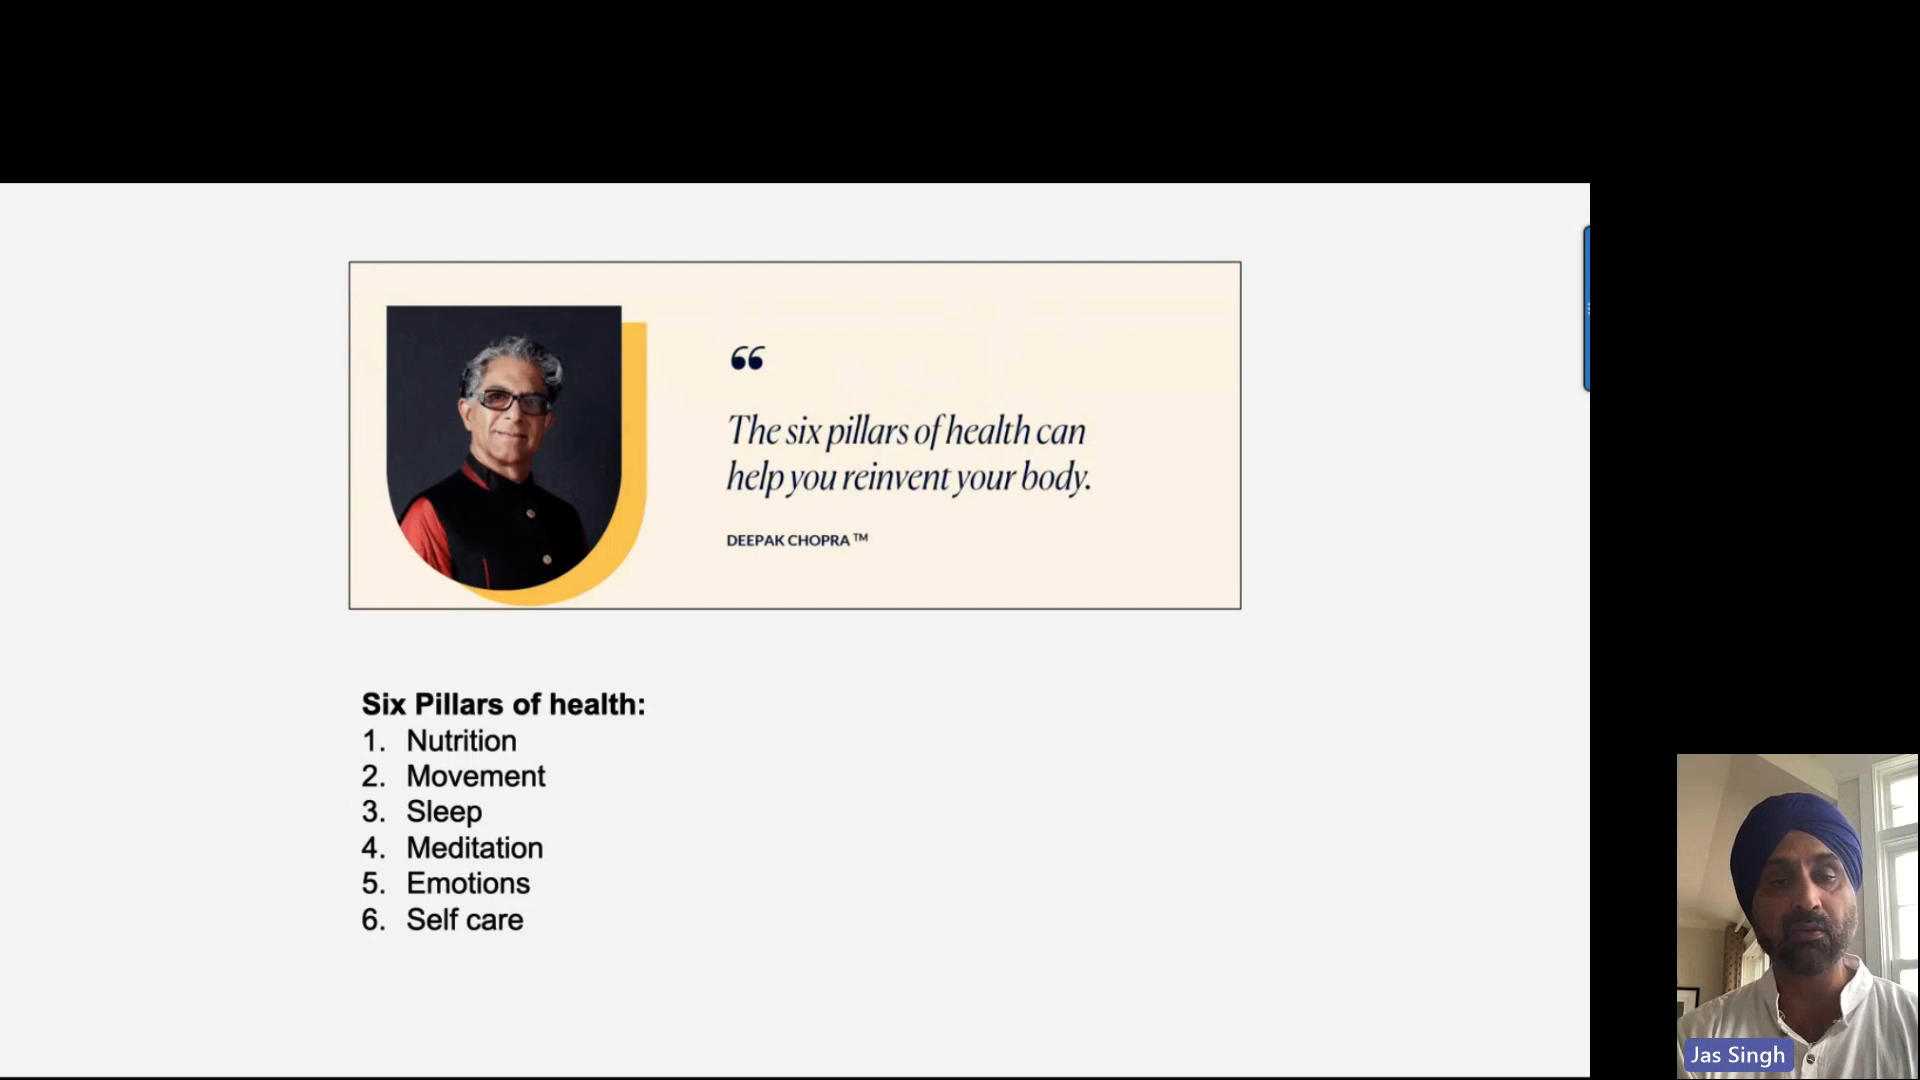 “
The six pillars of health can
help you reinvent your body.
DEEPAK CHOPRA™
Six Pillars of health:
1. Nutrition
2. Movement
3. Sleep
4. Meditation
5. Emotions
6. Self care
Jas Singh